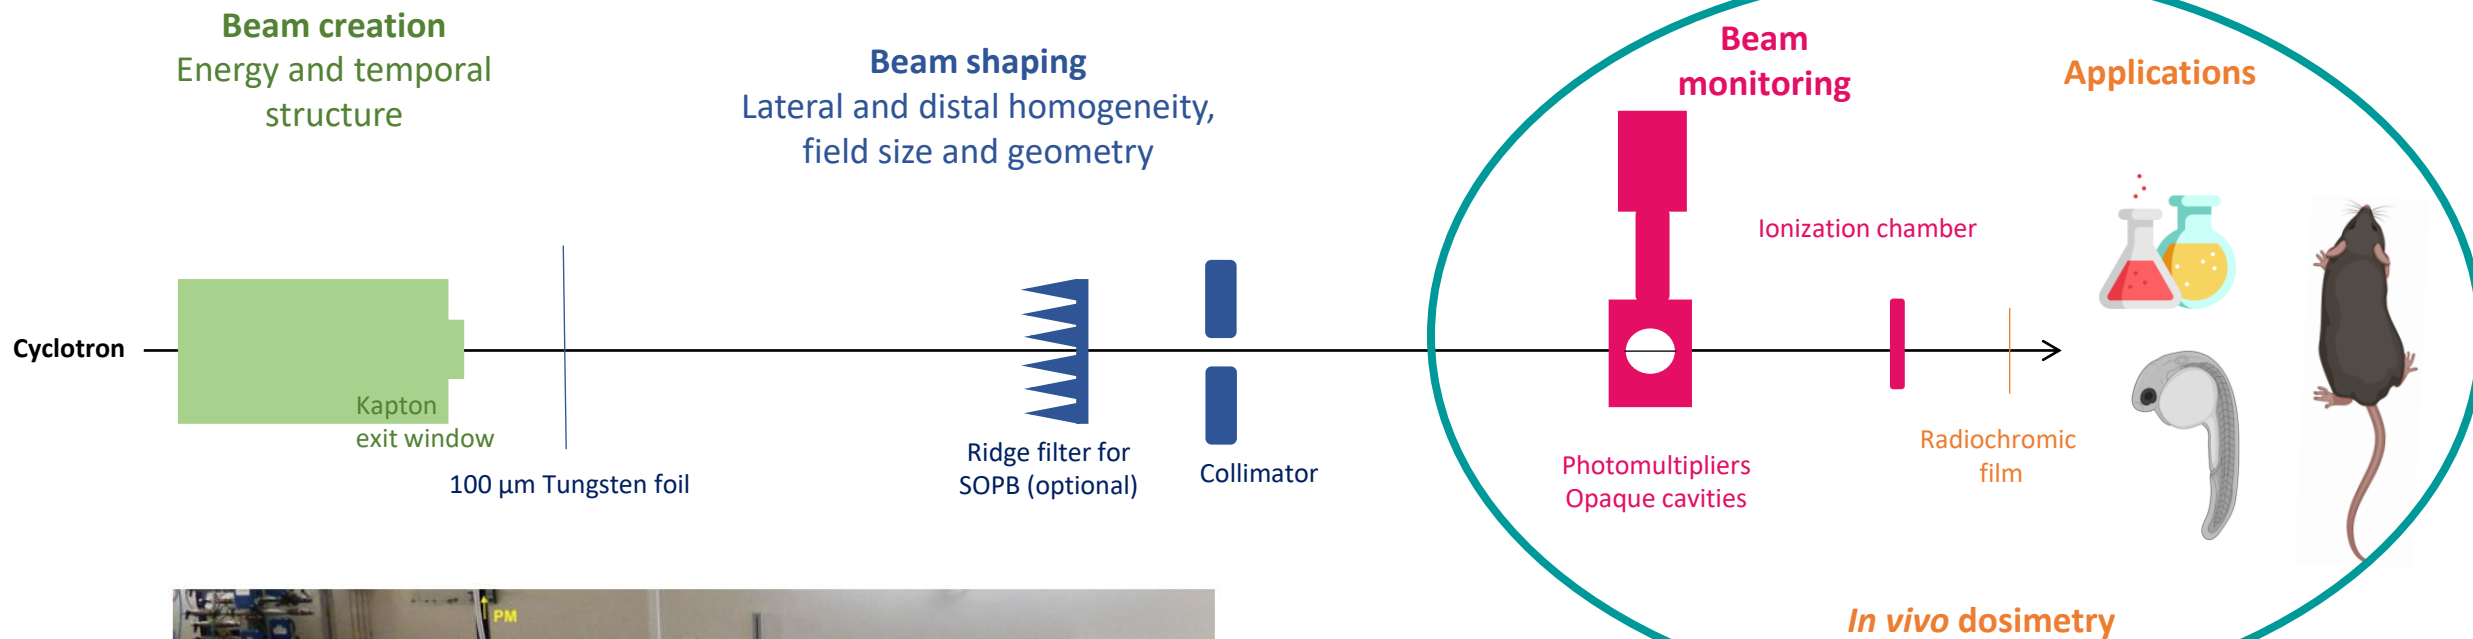 Beam creation
Energy and temporal
structure
Beam shaping
Lateral and distal homogeneity,
field size and geometry
Beam
monitoring
Applications
Ionization chamber
Cyclotron
Kapton
exit window
100 µm Tungsten foil
Ridge filter for
SOPB (optional)
Collimator
Photomultipliers
Opaque cavities
Radiochromic
film
PM
In vivo dosimetry